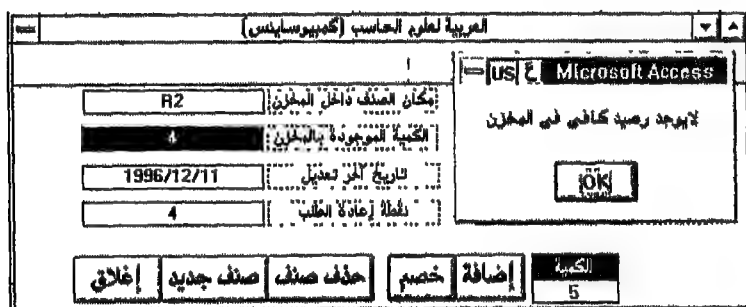 العربية لعلوم الحاسب (كمبيوساينس)
US خ Microsoft Access
لايوجد رصيد كافي في المخزن
OK
مكان الصنف داخل المخزن R2
الكمية الموجودة بالمخزن 4
تاريخ آخر تعديل 1996/12/11
نقطة إعادة الطلب 4
الكمية
5
إضافة خصم حذف صنف صنف جديد إغلاق